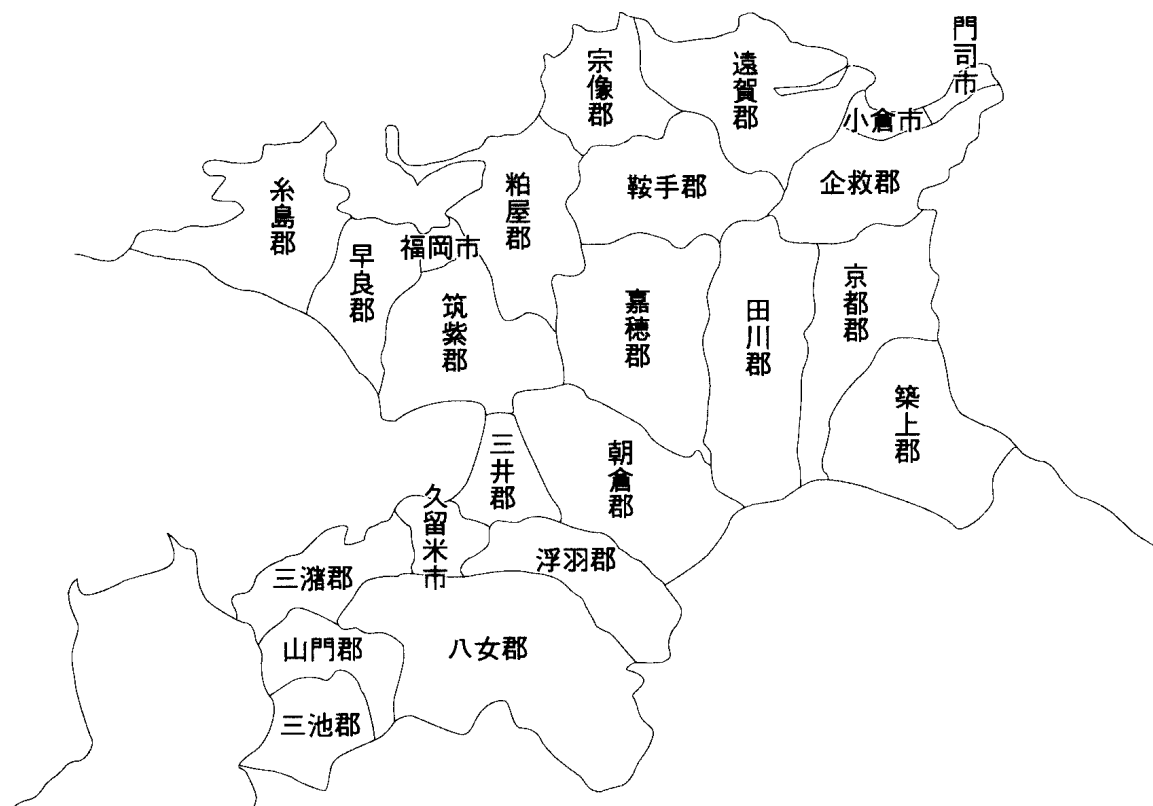 門司市
宗像郡
遠賀郡
小倉市
糸島郡
粕屋郡
鞍手郡
企救郡
早良郡
福岡市
筑紫郡
嘉穂郡
田川郡
京都郡
築上郡
三井郡
朝倉郡
久留米市
三潴郡
浮羽郡
山門郡
八女郡
三池郡